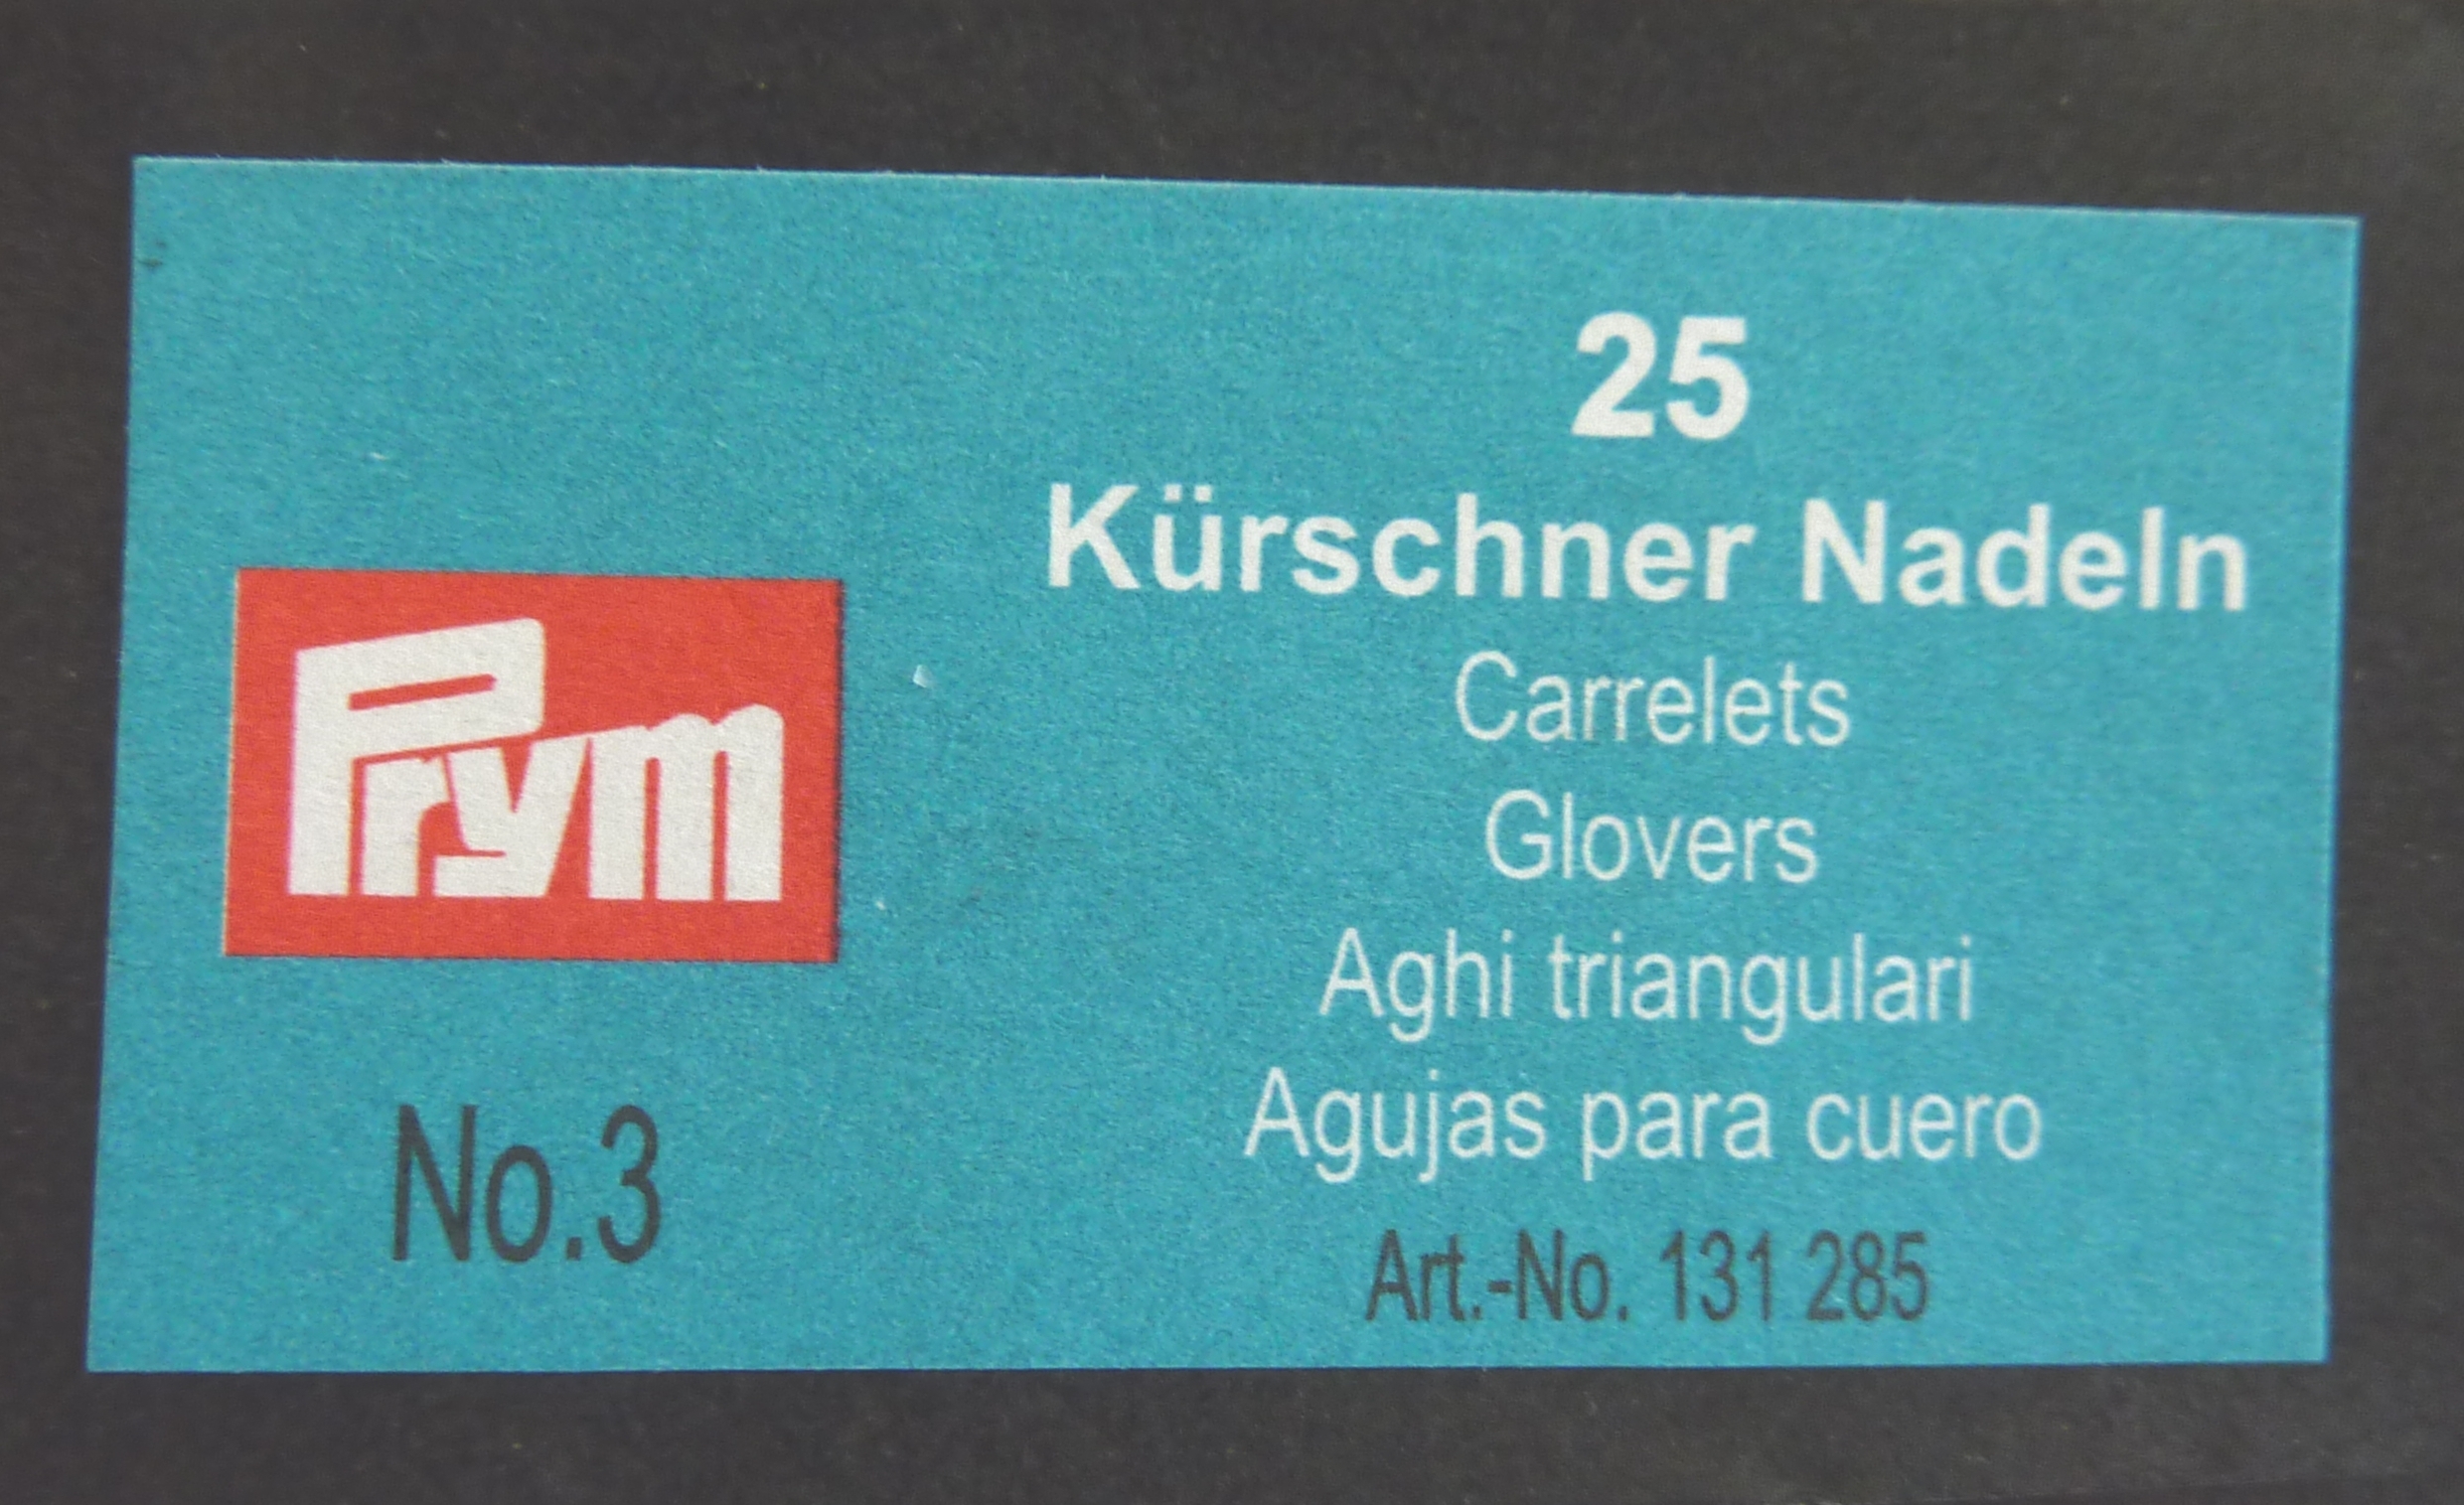 25
Kürschner Nadeln
Carrelets
Glovers
Aghi triangulari
Agujas para cuero
Art.-No. 131 285
Prym
No.3